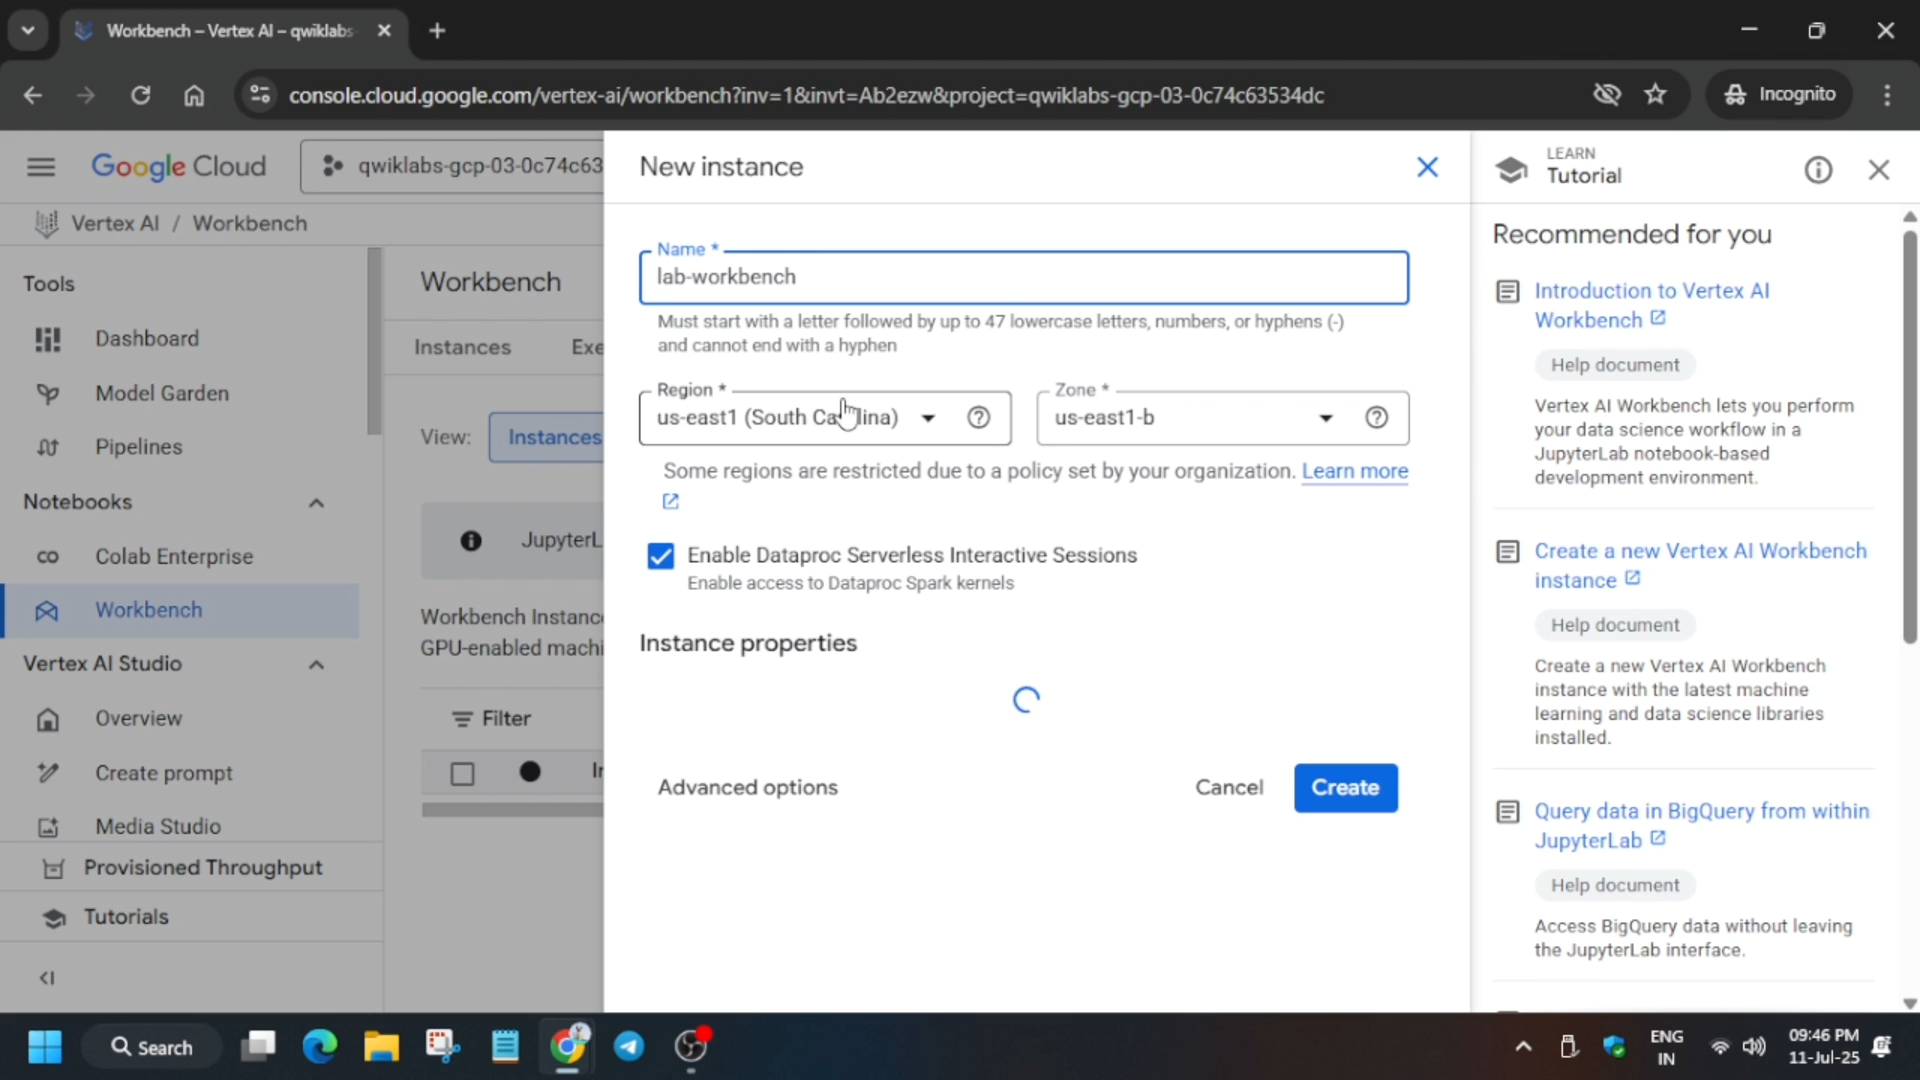 Workbench – Vertex AI – qwiklabs-
console.cloud.google.com/vertex-ai/workbench?inv=1&invt=Ab2ezw&project=qwiklabs-gcp-03-0c74c63534dc
Incognito
Google Cloud
qwiklabs-gcp-03-0c74c63
Vertex AI / Workbench
Tools
Dashboard
Model Garden
Pipelines
Notebooks
Colab Enterprise
Workbench
Vertex AI Studio
Overview
Create prompt
Media Studio
Provisioned Throughput
Tutorials
Workbench
Instances Exe
View: Instances
JupyterL
Workbench Instanc
GPU-enabled machi
Filter
In
New instance
Name *
lab-workbench
Must start with a letter followed by up to 47 lowercase letters, numbers, or hyphens (-)
and cannot end with a hyphen
Region *
us-east1 (South Carolina)
Zone *
us-east1-b
Some regions are restricted due to a policy set by your organization. Learn more
Enable Dataproc Serverless Interactive Sessions
Enable access to Dataproc Spark kernels
Instance properties
Advanced options
Cancel
Create
LEARN
Tutorial
Recommended for you
Introduction to Vertex AI
Workbench
Help document
Vertex AI Workbench lets you perform
your data science workflow in a
JupyterLab notebook-based
development environment.
Create a new Vertex AI Workbench
instance
Help document
Create a new Vertex AI Workbench
instance with the latest machine
learning and data science libraries
installed.
Query data in BigQuery from within
JupyterLab
Help document
Access BigQuery data without leaving
the JupyterLab interface.
Search
ENG
IN
09:46 PM
11-Jul-25